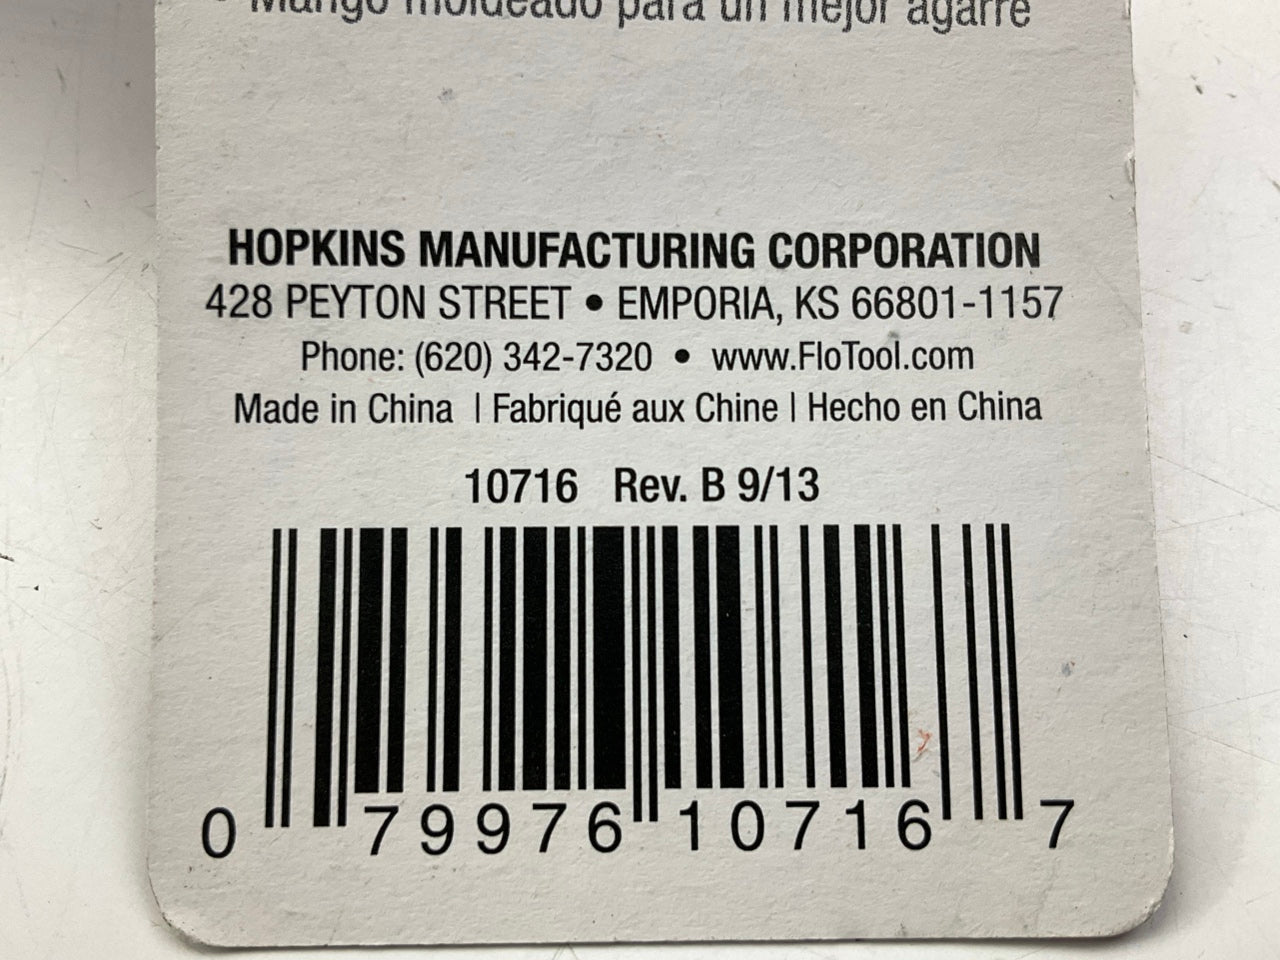 • Mango moldeado para un mejor agarre
HOPKINS MANUFACTURING CORPORATION
428 PEYTON STREET • EMPORIA, KS 66801-1157
Phone: (620) 342-7320 • www.FloTool.com
Made in China | Fabriqué aux Chine | Hecho en China
10716 Rev. B 9/13
0 79976 10716 7